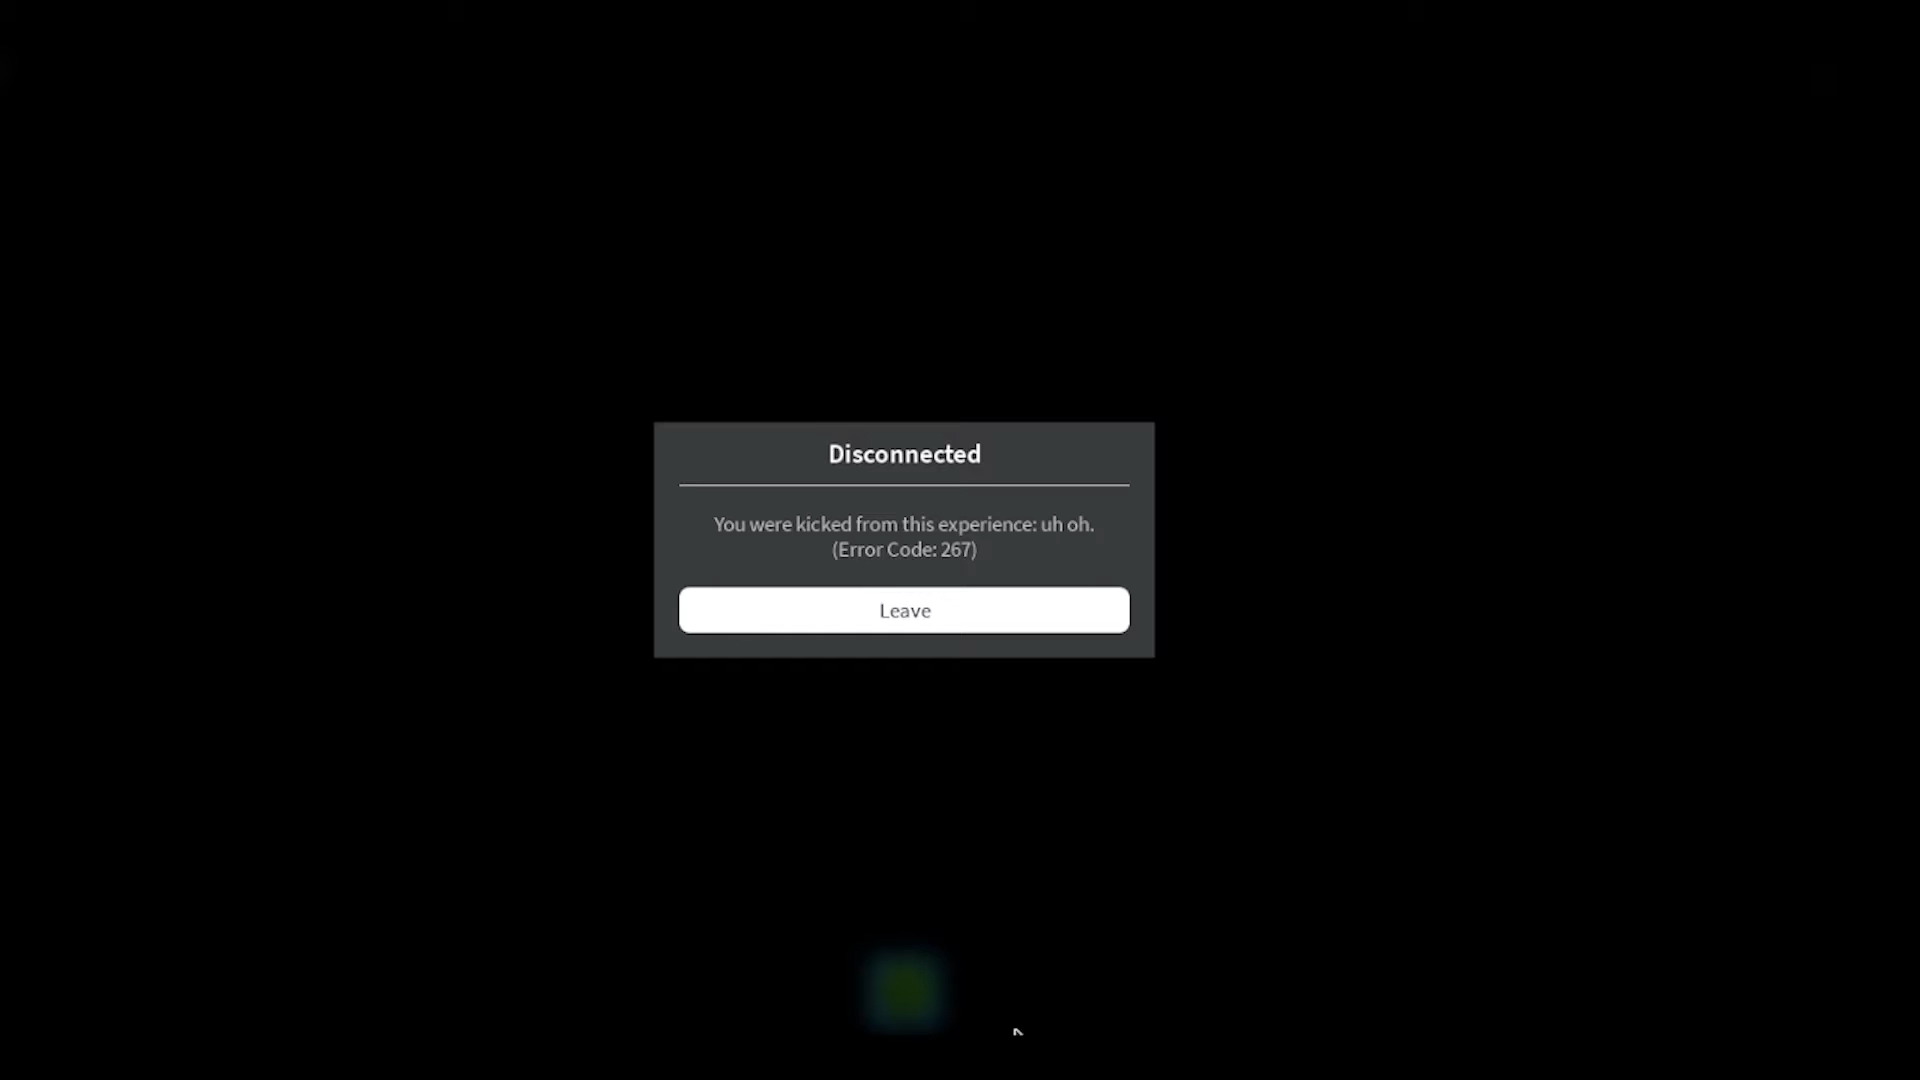 Disconnected
You were kicked from this experience: uh oh.
(Error Code: 267)
Leave